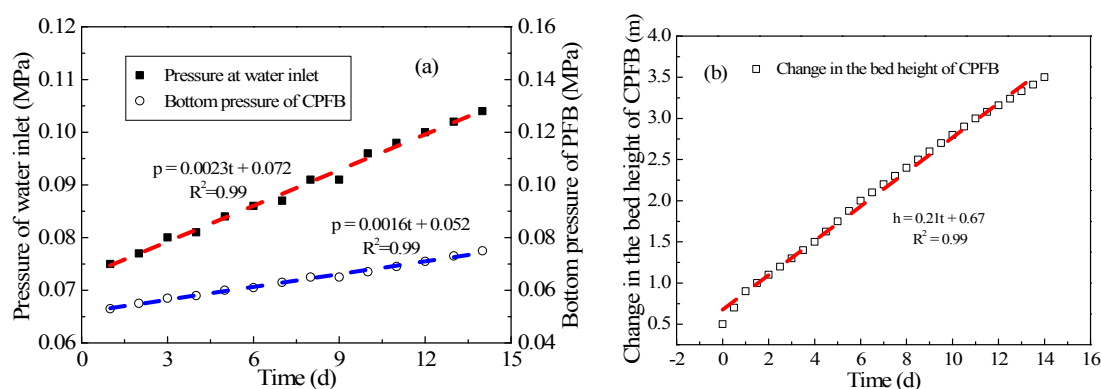 0.12
0.11
0.10
0.09
0.08
0.07
0.06
Pressure of water inlet (MPa)
Pressure at water inlet
Bottom pressure of CPFB
(a)
p = 0.0023t + 0.072
R²=0.99
p = 0.0016t + 0.052
R²=0.99
0 3 6 9 12 15
Time (d)
0.16
0.14
0.12
0.10
0.08
0.06
0.04
Bottom pressure of PFB (MPa)
Change in the bed height of CPFB (m)
4.0
3.5
3.0
2.5
2.0
1.5
1.0
0.5
(b)
Change in the bed height of CPFB
h = 0.21t + 0.67
R² = 0.99
-2 0 2 4 6 8 10 12 14 16
Time (d)